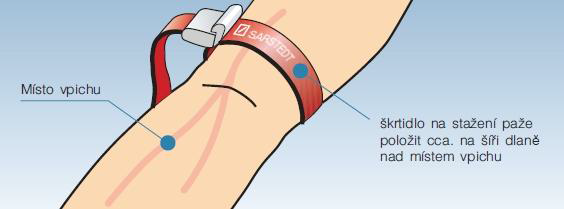 SARSTEDT
Místo vpichu
škrtidlo na stažení paže
položit cca. na šíři dlaně
nad místem vpichu